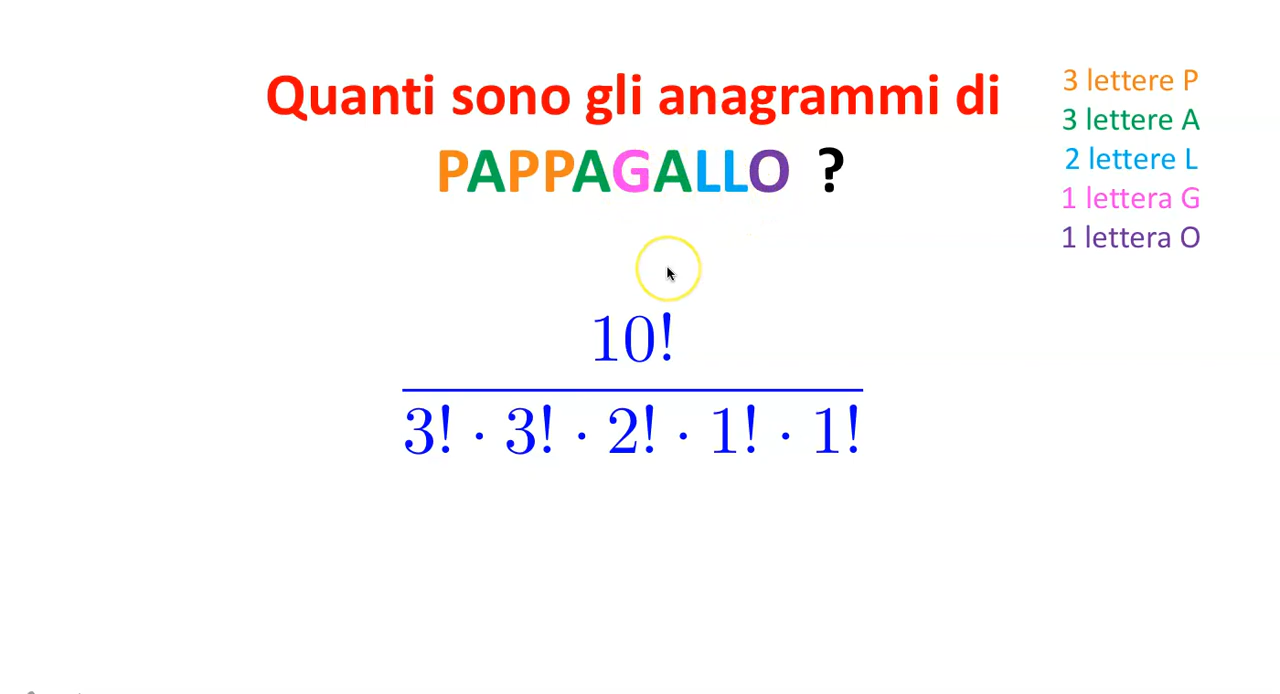 Quanti sono gli anagrammi di
PAPPAGALLO ?
3 lettere P
3 lettere A
2 lettere L
1 lettera G
1 lettera O
10!
3! · 3! · 2! · 1! · 1!